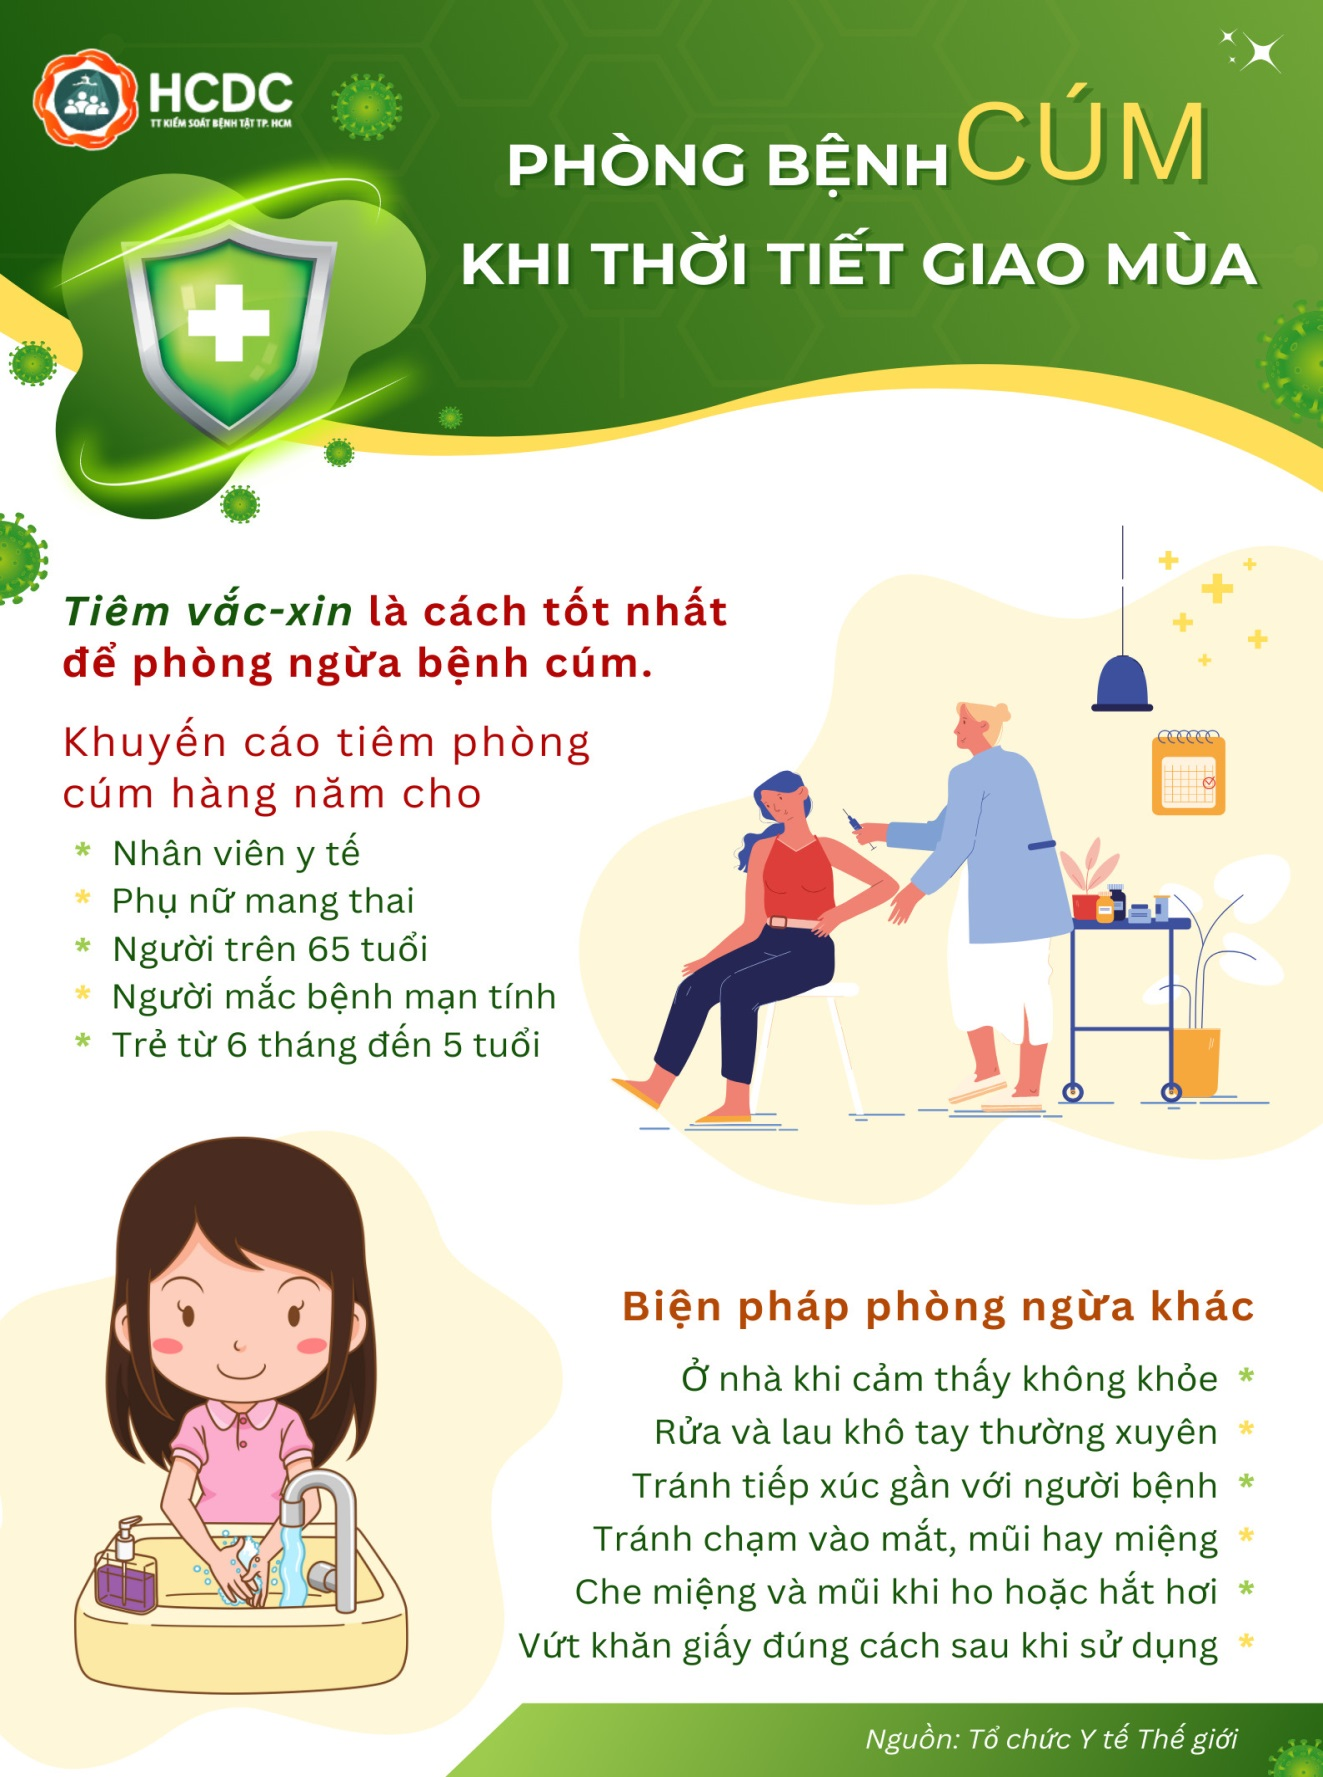 HCDC
TT KIỂM SOÁT BỆNH TẬT TP. HCM
PHÒNG BỆNH CÚM
KHI THỜI TIẾT GIAO MÙA
Tiêm vắc-xin là cách tốt nhất
để phòng ngừa bệnh cúm.
Khuyến cáo tiêm phòng
cúm hàng năm cho
* Nhân viên y tế
* Phụ nữ mang thai
* Người trên 65 tuổi
* Người mắc bệnh mạn tính
* Trẻ từ 6 tháng đến 5 tuổi
Biện pháp phòng ngừa khác
Ở nhà khi cảm thấy không khỏe *
Rửa và lau khô tay thường xuyên *
Tránh tiếp xúc gần với người bệnh *
Tránh chạm vào mắt, mũi hay miệng *
Che miệng và mũi khi ho hoặc hắt hơi *
Vứt khăn giấy đúng cách sau khi sử dụng *
Nguồn: Tổ chức Y tế Thế giới